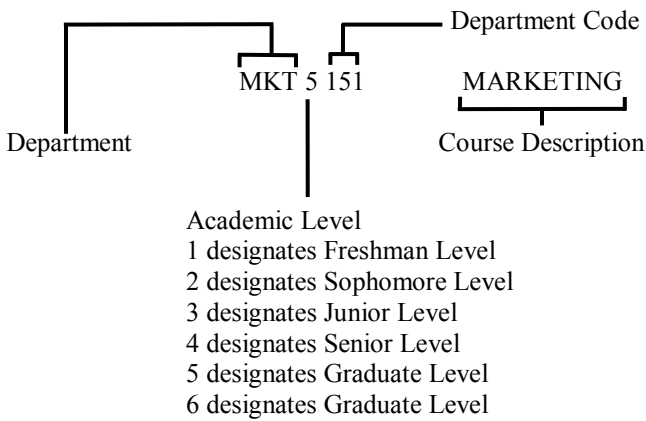 Department Code
MKT 5 151 MARKETING
Department Course Description
Academic Level
1 designates Freshman Level
2 designates Sophomore Level
3 designates Junior Level
4 designates Senior Level
5 designates Graduate Level
6 designates Graduate Level